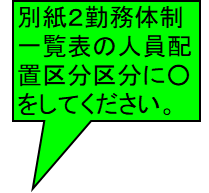 別紙２勤務体制
一覧表の人員配
置区分区分に〇
をしてください。